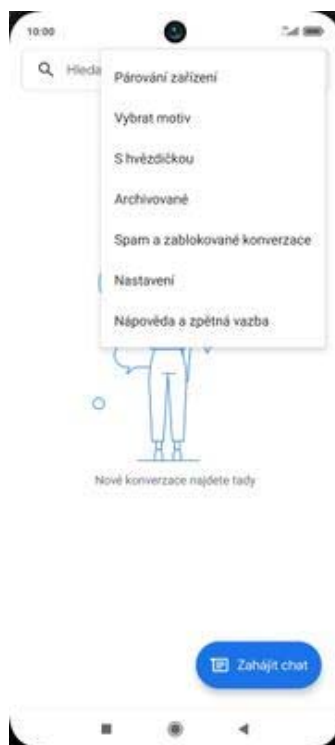 10:00
Hleda
Párování zařízení
Vybrat motiv
S hvězdičkou
Archivované
Spam a zablokované konverzace
Nastavení
Nápověda a zpětná vazba
Nové konverzace najdete tady
Zahájit chat